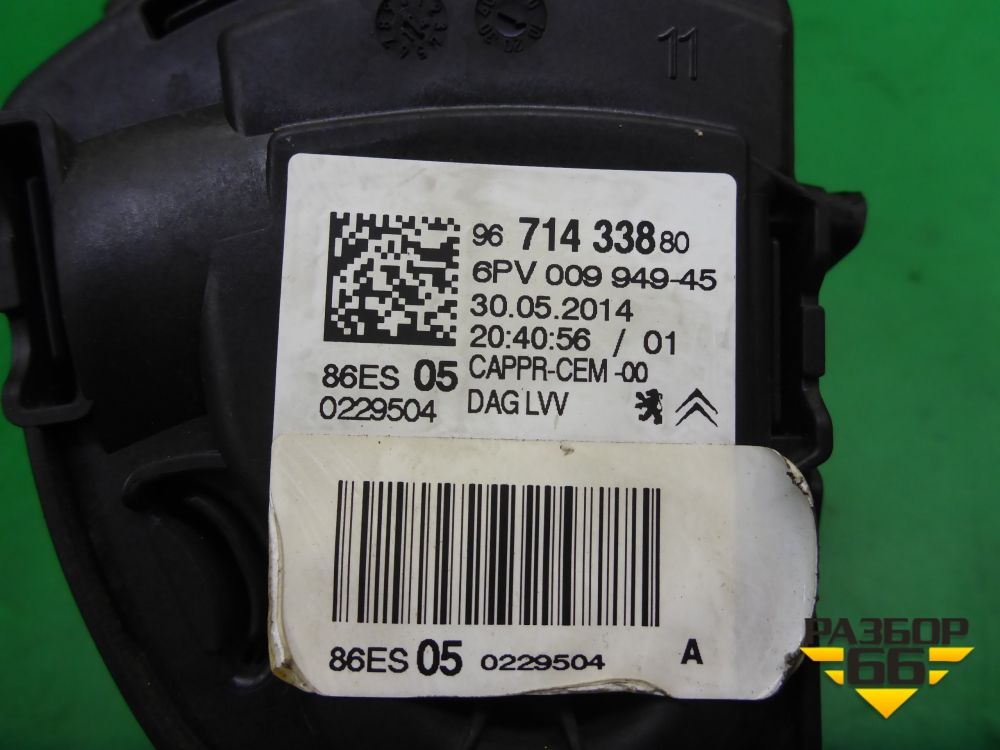 11
96 714 338 80
6PV 009 949-45
30.05.2014
20:40:56 / 01
CAPPR-CEM -00
DAG LVV
86ES 05
0229504
86ES 05 0229504 A
РАЗБОР
66